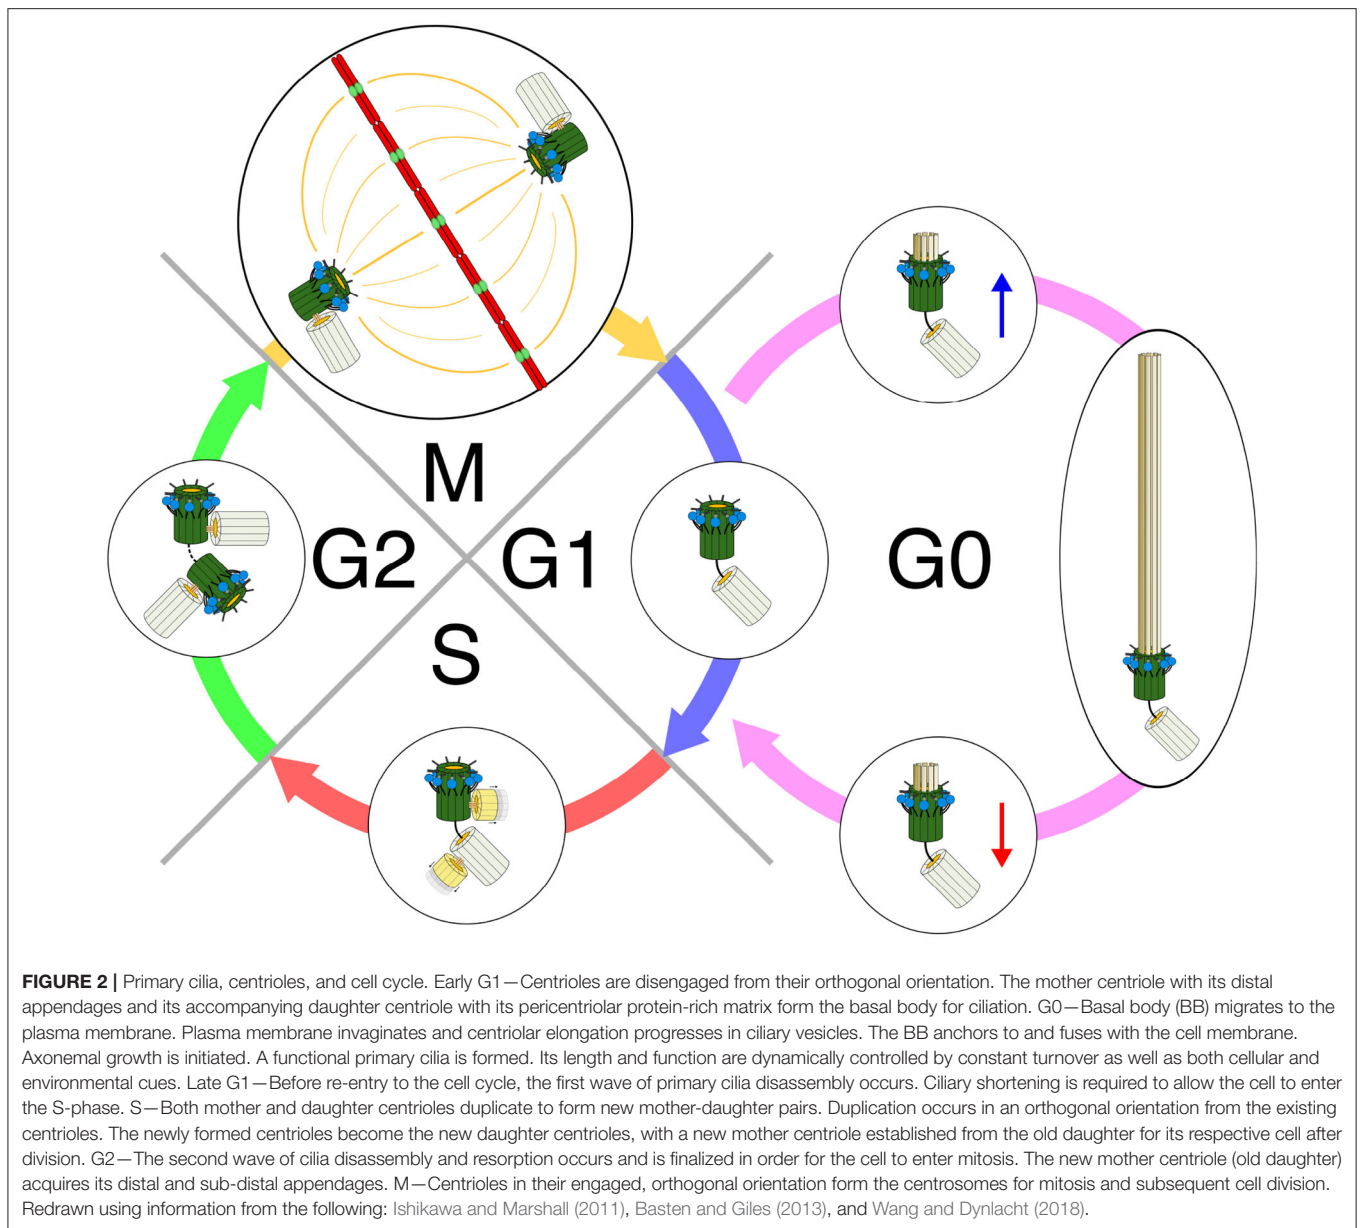 M
G2
G1
G0
S
FIGURE 2 | Primary cilia, centrioles, and cell cycle. Early G1—Centrioles are disengaged from their orthogonal orientation. The mother centriole with its distal
appendages and its accompanying daughter centriole with its pericentriolar protein-rich matrix form the basal body for ciliation. G0—Basal body (BB) migrates to the
plasma membrane. Plasma membrane invaginates and centriolar elongation progresses in ciliary vesicles. The BB anchors to and fuses with the cell membrane.
Axonemal growth is initiated. A functional primary cilia is formed. Its length and function are dynamically controlled by constant turnover as well as both cellular and
environmental cues. Late G1—Before re-entry to the cell cycle, the first wave of primary cilia disassembly occurs. Ciliary shortening is required to allow the cell to enter
the S-phase. S—Both mother and daughter centrioles duplicate to form new mother-daughter pairs. Duplication occurs in an orthogonal orientation from the existing
centrioles. The newly formed centrioles become the new daughter centrioles, with a new mother centriole established from the old daughter for its respective cell after
division. G2—The second wave of cilia disassembly and resorption occurs and is finalized in order for the cell to enter mitosis. The new mother centriole (old daughter)
acquires its distal and sub-distal appendages. M—Centrioles in their engaged, orthogonal orientation form the centrosomes for mitosis and subsequent cell division.
Redrawn using information from the following: Ishikawa and Marshall (2011), Basten and Giles (2013), and Wang and Dynlacht (2018).